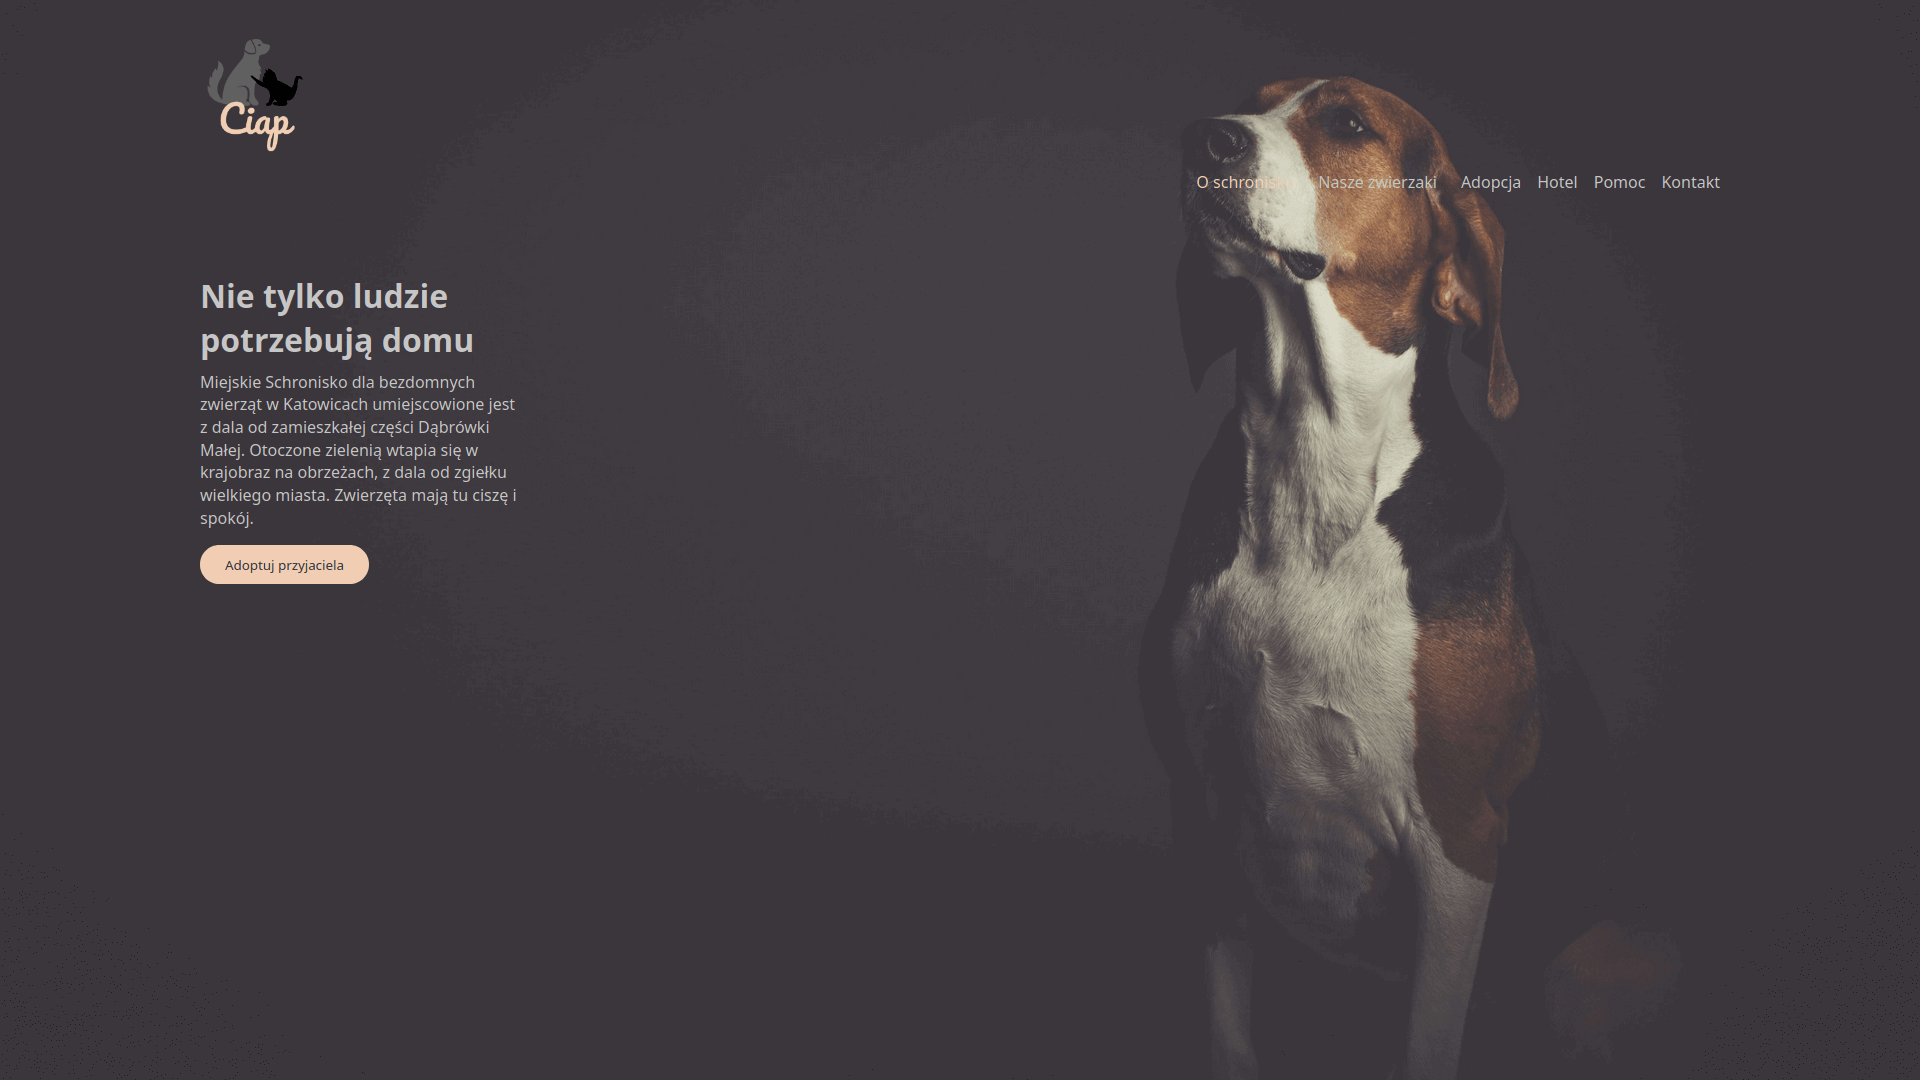 Ciap
O schronisku Nasze zwierzaki Adopcja Hotel Pomoc Kontakt
Nie tylko ludzie
potrzebują domu
Miejskie Schronisko dla bezdomnych
zwierząt w Katowicach umiejscowione jest
z dala od zamieszkałej części Dąbrówki
Małej. Otoczone zielenią wtapia się w
krajobraz na obrzeżach, z dala od zgiełku
wielkiego miasta. Zwierzęta mają tu ciszę i
spokój.
Adoptuj przyjaciela